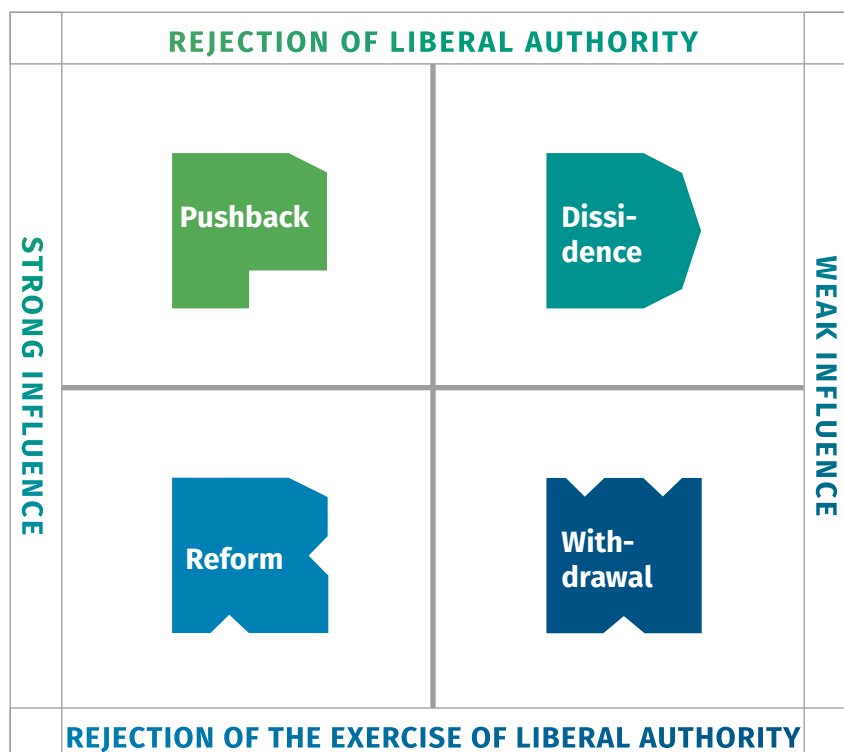 REJECTION OF LIBERAL AUTHORITY
STRONG INFLUENCE
Pushback
Dissi-
dence
WEAK INFLUENCE
Reform
With-
drawal
REJECTION OF THE EXERCISE OF LIBERAL AUTHORITY